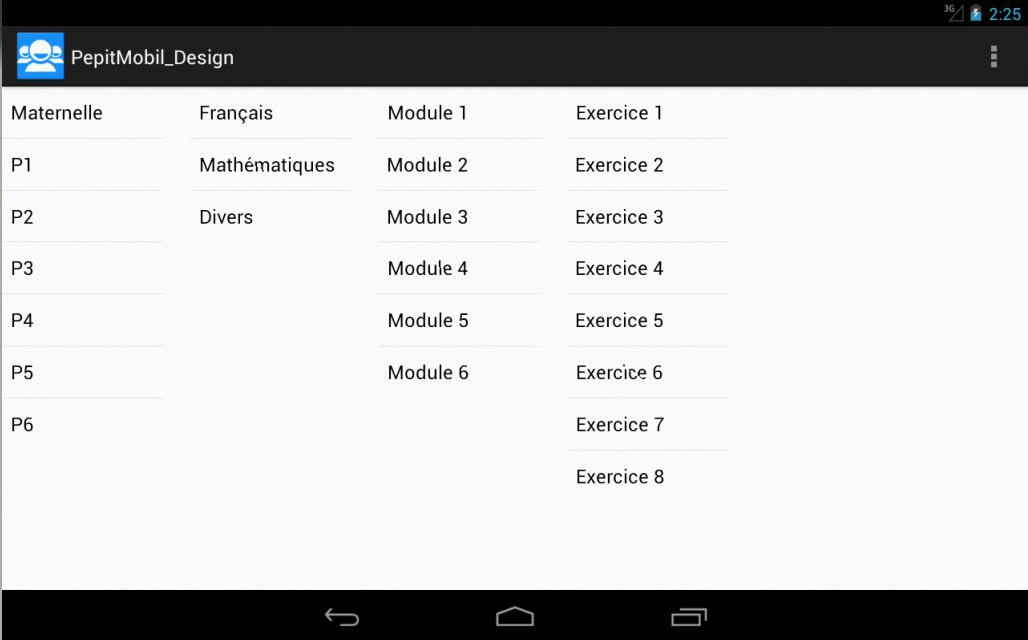 3G 2:25
PepitMobil_Design
Maternelle
P1
P2
P3
P4
P5
P6
Français
Mathématiques
Divers
Module 1
Module 2
Module 3
Module 4
Module 5
Module 6
Exercice 1
Exercice 2
Exercice 3
Exercice 4
Exercice 5
Exercice 6
Exercice 7
Exercice 8